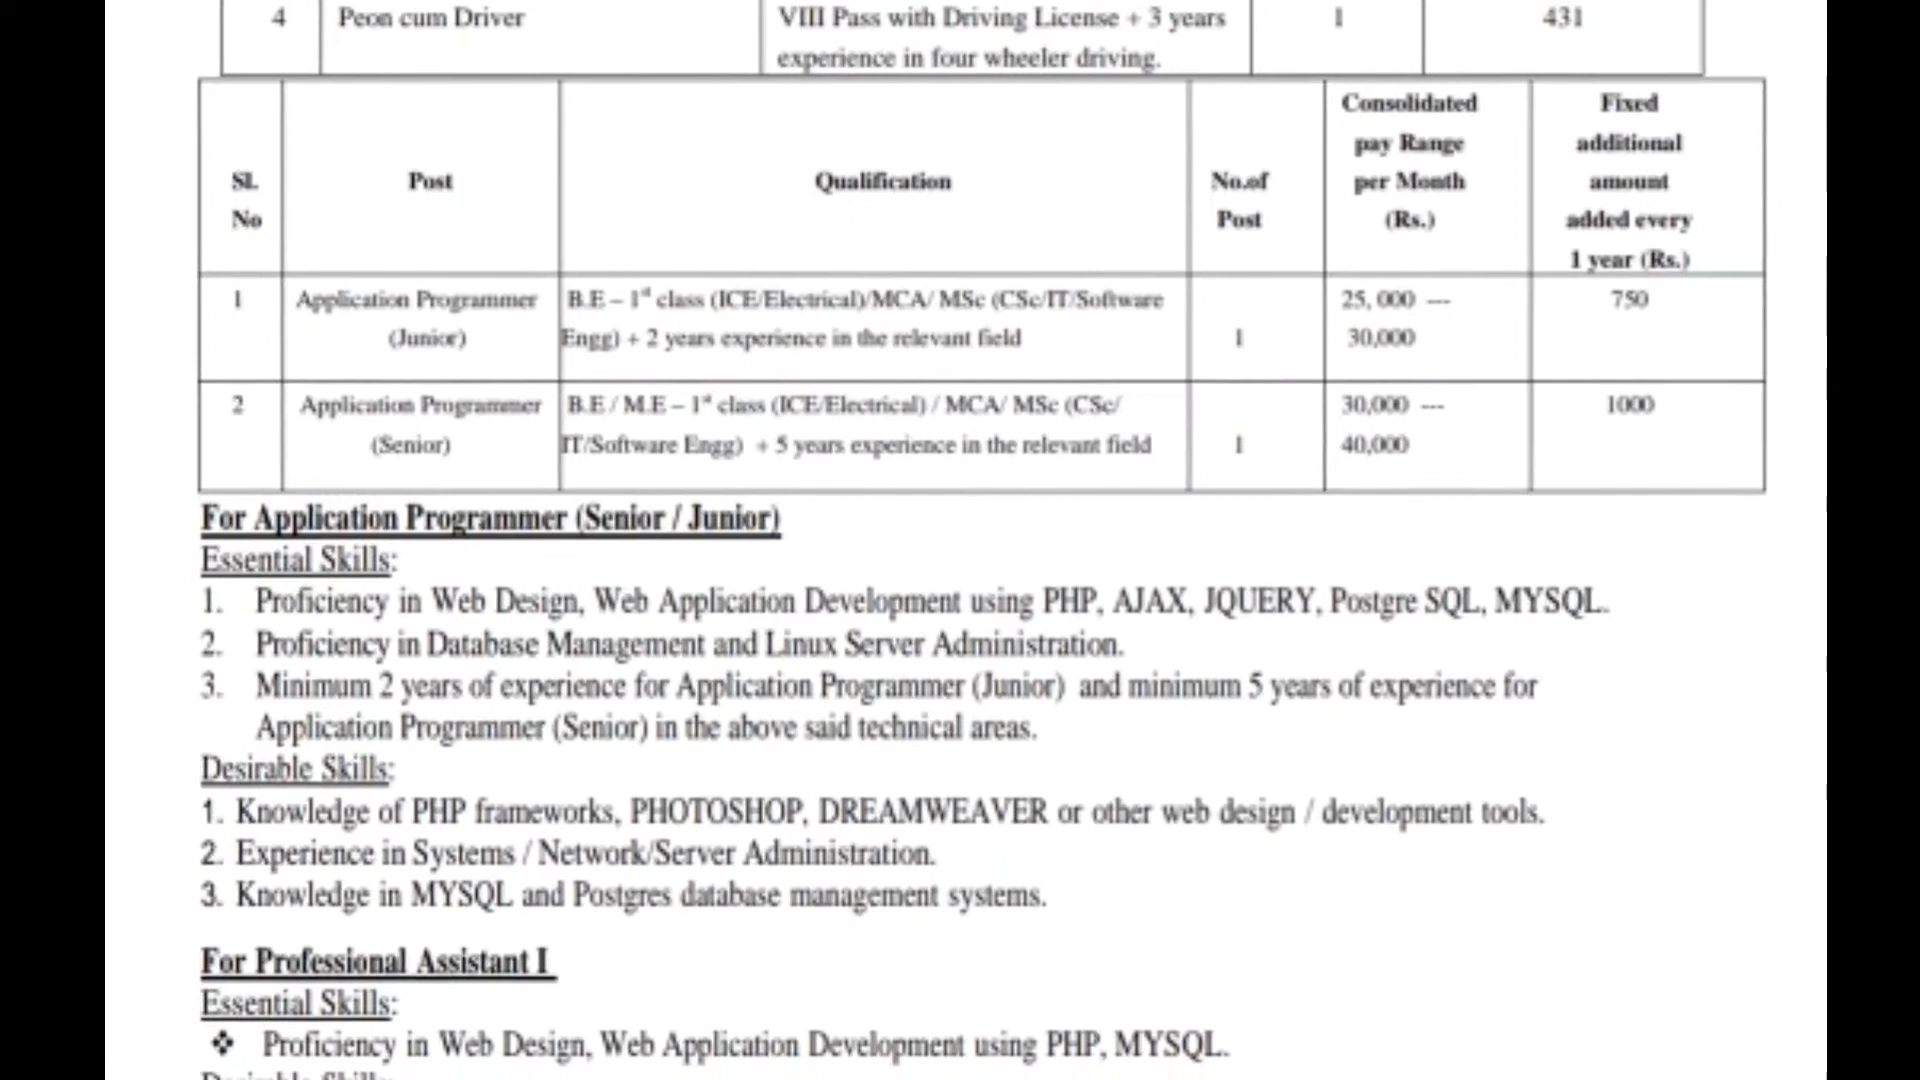 4 Peon cum Driver VIII Pass with Driving License + 3 years 1 431
experience in four wheeler driving.
Sl. No Post Qualification No.of Post Consolidated pay Range per Month (Rs.) Fixed additional amount added every 1 year (Rs.)
1 Application Programmer B.E – 1st class (ICE/Electrical)/MCA/ MSc (CSc/IT/Software 25, 000 --- 750
(Junior) Engg) + 2 years experience in the relevant field 1 30,000
2 Application Programmer B.E / M.E – 1st class (ICE/Electrical) / MCA/ MSc (CSc/ 30,000 --- 1000
(Senior) IT/Software Engg) + 5 years experience in the relevant field 1 40,000
For Application Programmer (Senior / Junior)
Essential Skills:
1. Proficiency in Web Design, Web Application Development using PHP, AJAX, JQUERY, Postgre SQL, MYSQL.
2. Proficiency in Database Management and Linux Server Administration.
3. Minimum 2 years of experience for Application Programmer (Junior) and minimum 5 years of experience for
Application Programmer (Senior) in the above said technical areas.
Desirable Skills:
1. Knowledge of PHP frameworks, PHOTOSHOP, DREAMWEAVER or other web design / development tools.
2. Experience in Systems / Network/Server Administration.
3. Knowledge in MYSQL and Postgres database management systems.
For Professional Assistant I
Essential Skills:
❖ Proficiency in Web Design, Web Application Development using PHP, MYSQL.